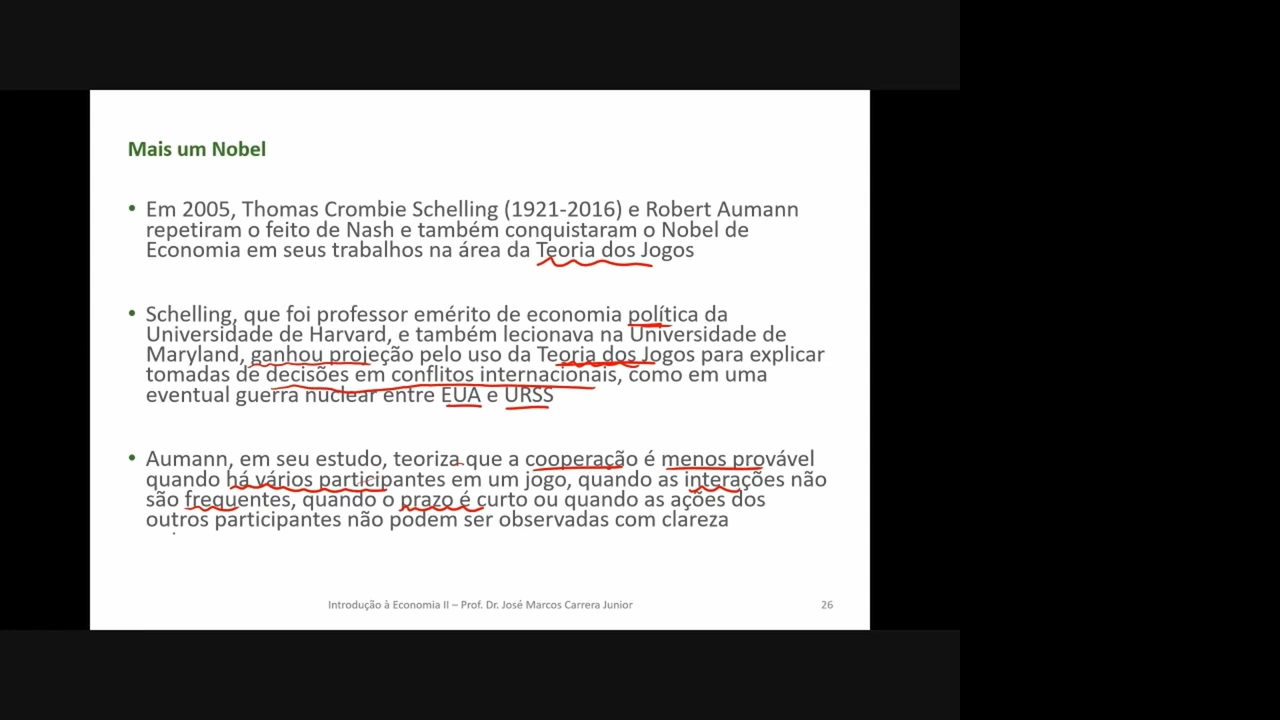 Mais um Nobel
• Em 2005, Thomas Crombie Schelling (1921-2016) e Robert Aumann
repetiram o feito de Nash e também conquistaram o Nobel de
Economia em seus trabalhos na área da Teoria dos Jogos
• Schelling, que foi professor emérito de economia política da
Universidade de Harvard, e também lecionava na Universidade de
Maryland, ganhou projeção pelo uso da Teoria dos Jogos para explicar
tomadas de decisões em conflitos internacionais, como em uma
eventual guerra nuclear entre EUA e URSS
• Aumann, em seu estudo, teoriza que a cooperação é menos provável
quando há vários participantes em um jogo, quando as interações não
são frequentes, quando o prazo é curto ou quando as ações dos
outros participantes não podem ser observadas com clareza
Introdução à Economia II – Prof. Dr. José Marcos Carrera Junior
26